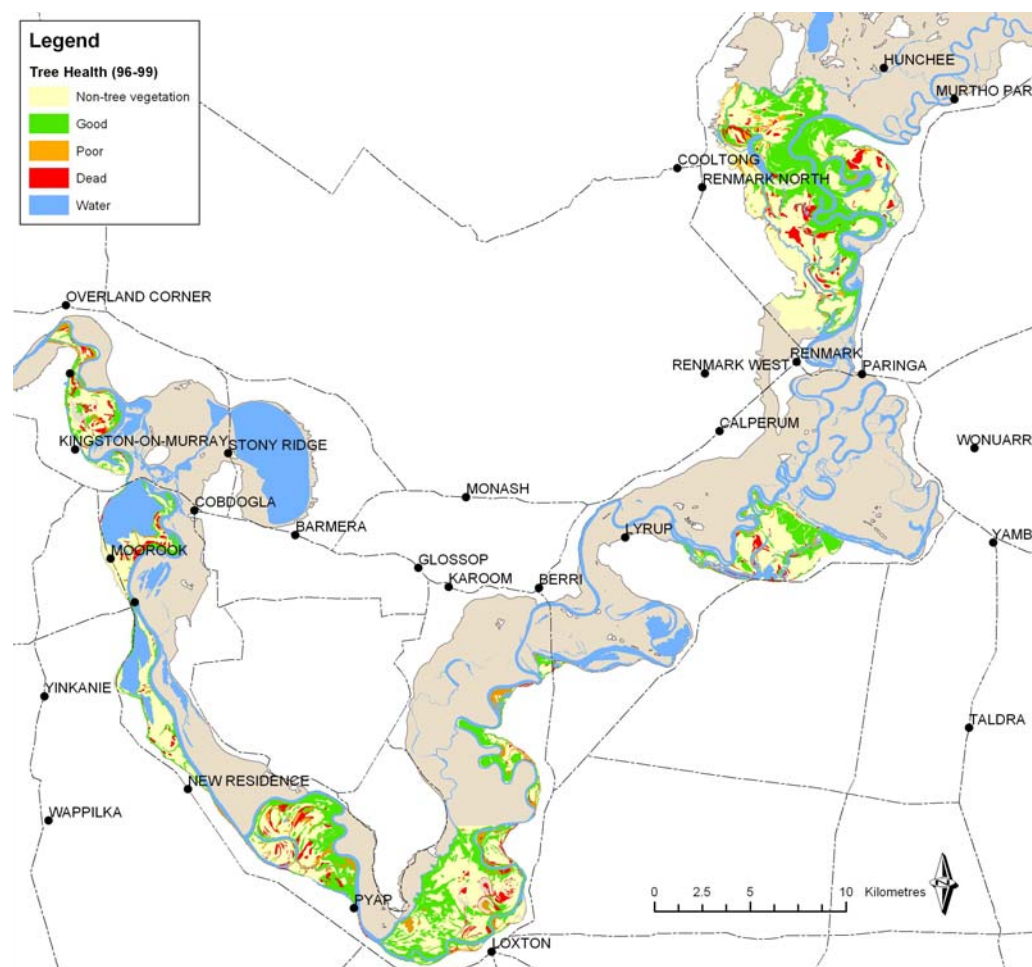 Legend
Tree Health (96-99)
Non-tree vegetation
Good
Poor
Dead
Water
HUNCHEE
MURTHO PAR
COOLTONG
RENMARK NORTH
OVERLAND CORNER
RENMARK WEST
RENMARK
PARINGA
CALPERUM
KINGSTON-ON-MURRAY
STONY RIDGE
WONUARR
MONASH
COBDOGLA
BARMERA
LYRUP
YAMB
MOOROOK
GLOSSOP
KAROOM
BERRI
YINKANIE
TALDRA
NEW RESIDENCE
WAPPILKA
0 2.5 5 10 Kilometres
PYAP
LOXTON